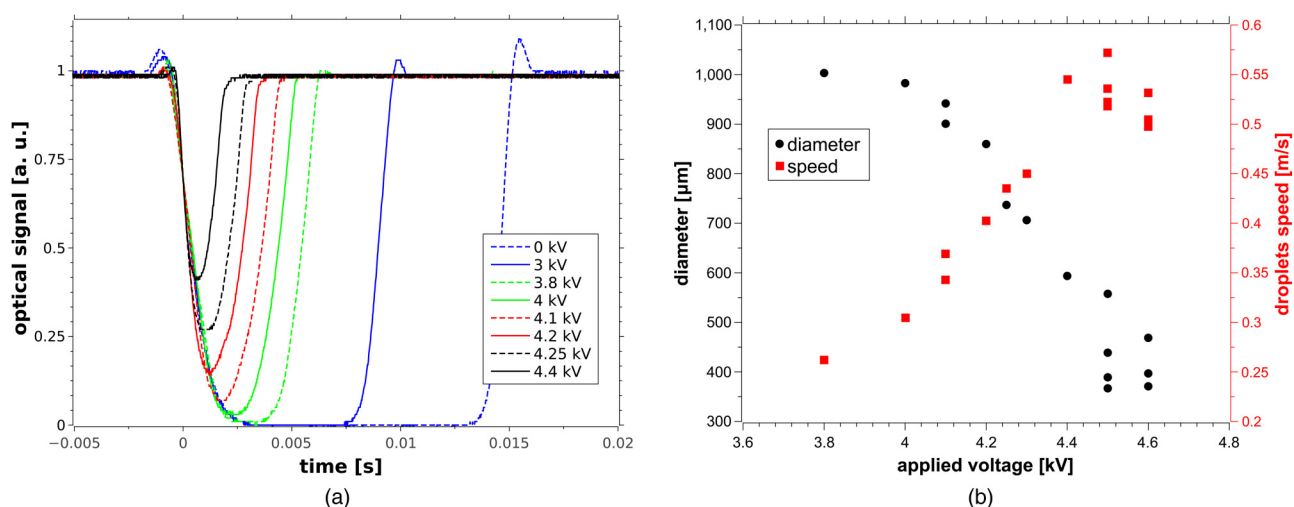 optical signal [a. u.]
1
0.75
0.5
0.25
0
−0.005
0
0.005
0.01
0.015
0.02
time [s]
0 kV
3 kV
3.8 kV
4 kV
4.1 kV
4.2 kV
4.25 kV
4.4 kV
(a)
diameter [µm]
1,100
1,000
900
800
700
600
500
400
300
diameter
speed
3.6
3.8
4
4.2
4.4
4.6
4.8
applied voltage [kV]
0.6
0.55
0.5
0.45
0.4
0.35
0.3
0.25
0.2
droplets speed [m/s]
(b)